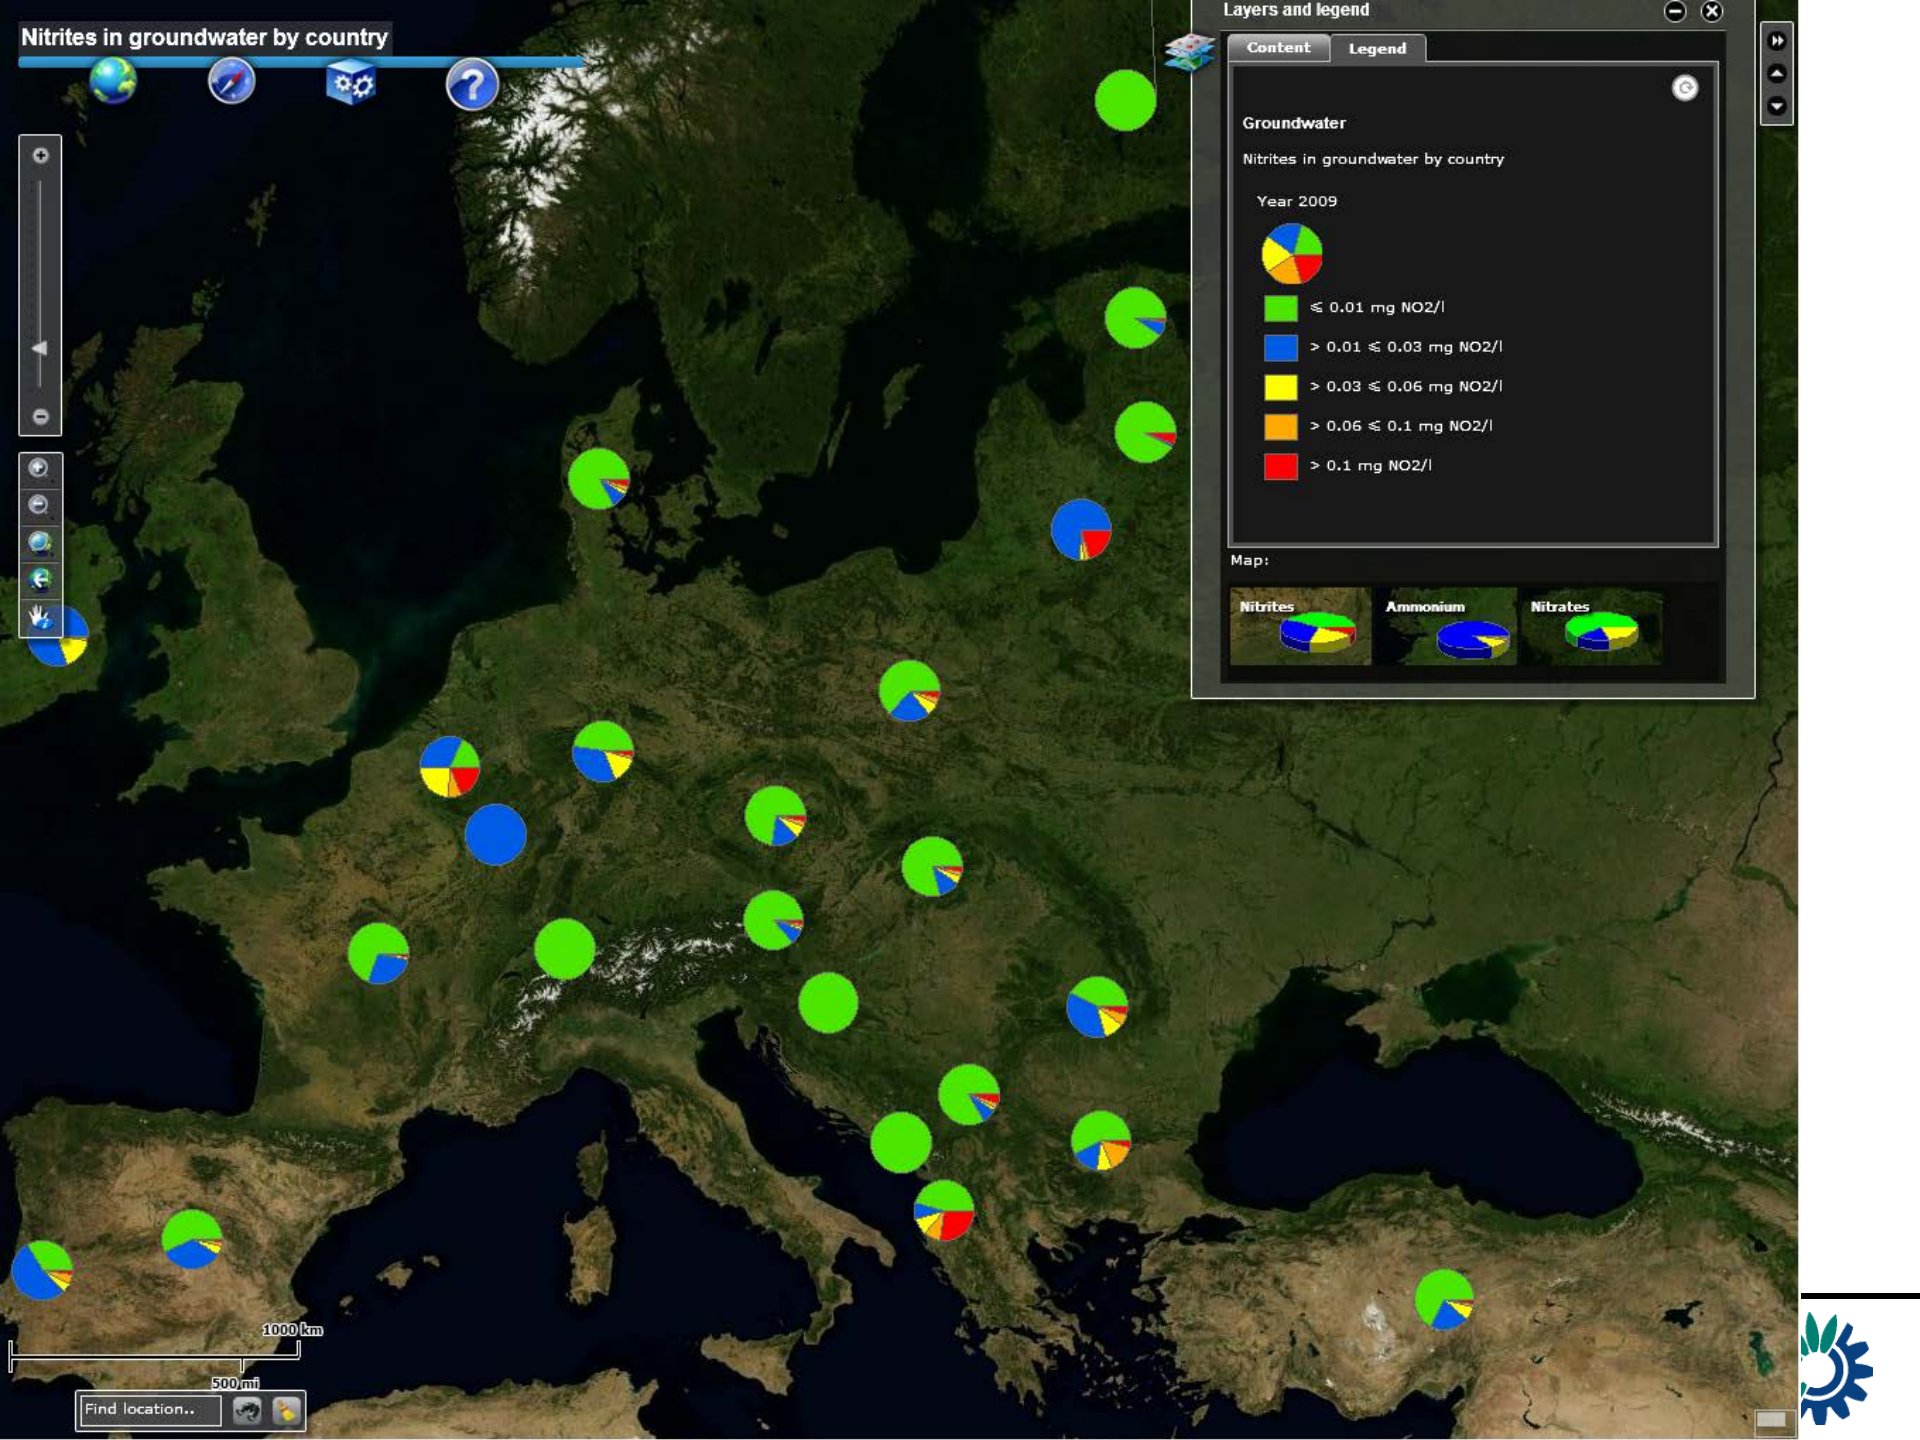 Nitrites in groundwater by country
Layers and legend
Content
Legend
Groundwater
Nitrites in groundwater by country
Year 2009
⩽ 0.01 mg NO2/l
> 0.01 ⩽ 0.03 mg NO2/l
> 0.03 ⩽ 0.06 mg NO2/l
> 0.06 ⩽ 0.1 mg NO2/l
> 0.1 mg NO2/l
Map:
Nitrites
Ammonium
Nitrates
1000 km
500 mi
Find location..